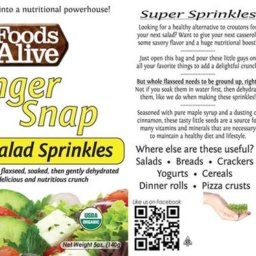 into a nutritional powerhouse!
Foods
Alive
nger
Snap
alad Sprinkles
flaxseed, soaked, then gently dehydrated
delicious and nutritious crunch
USDA
ORGANIC
Net Weight 5oz. (140g
Super Sprinkles
Looking for a healthy alternative to croutons for
your next salad? Want to give your next casserole
some savory flavor and a huge nutritional boost
Just open this bag and pour these little guys on
all your favorite things to add a delightful crunch
But whole flaxseed needs to be ground up, right
Not if you soak them in water first, then dehydrate
them, like we do when making these sprinkles!
Seasoned with pure maple syrup and a dusting of
cinnamon, these tasty little seeds are a source for
many vitamins and minerals that are necessary
to maintain a healthy diet and lifestyle.
Where else are these useful?
Salads • Breads • Crackers
Yogurts • Cereals
Dinner rolls • Pizza crusts
like us on Facebook